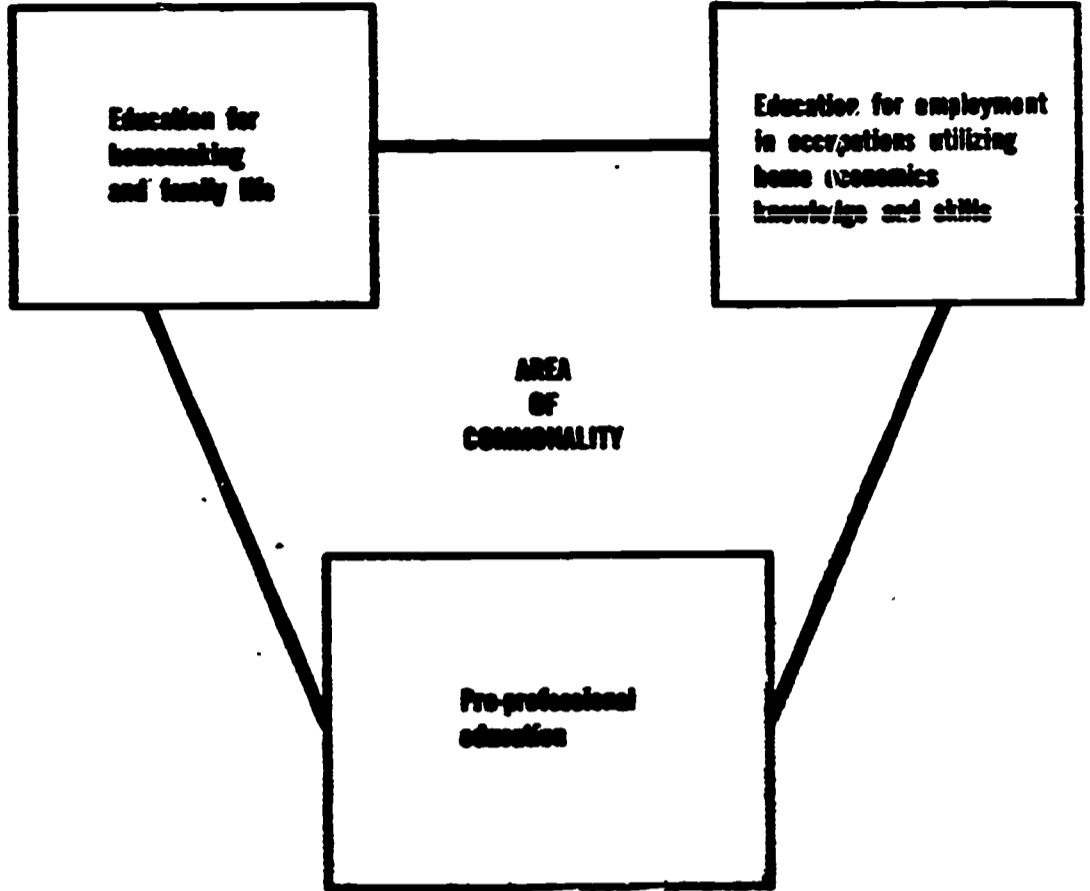 Education for
homemaking
and family life
Education for employment
in occupations utilizing
home economics
knowledge and skills
AREA
OF
COMMONALITY
Pre-professional
education